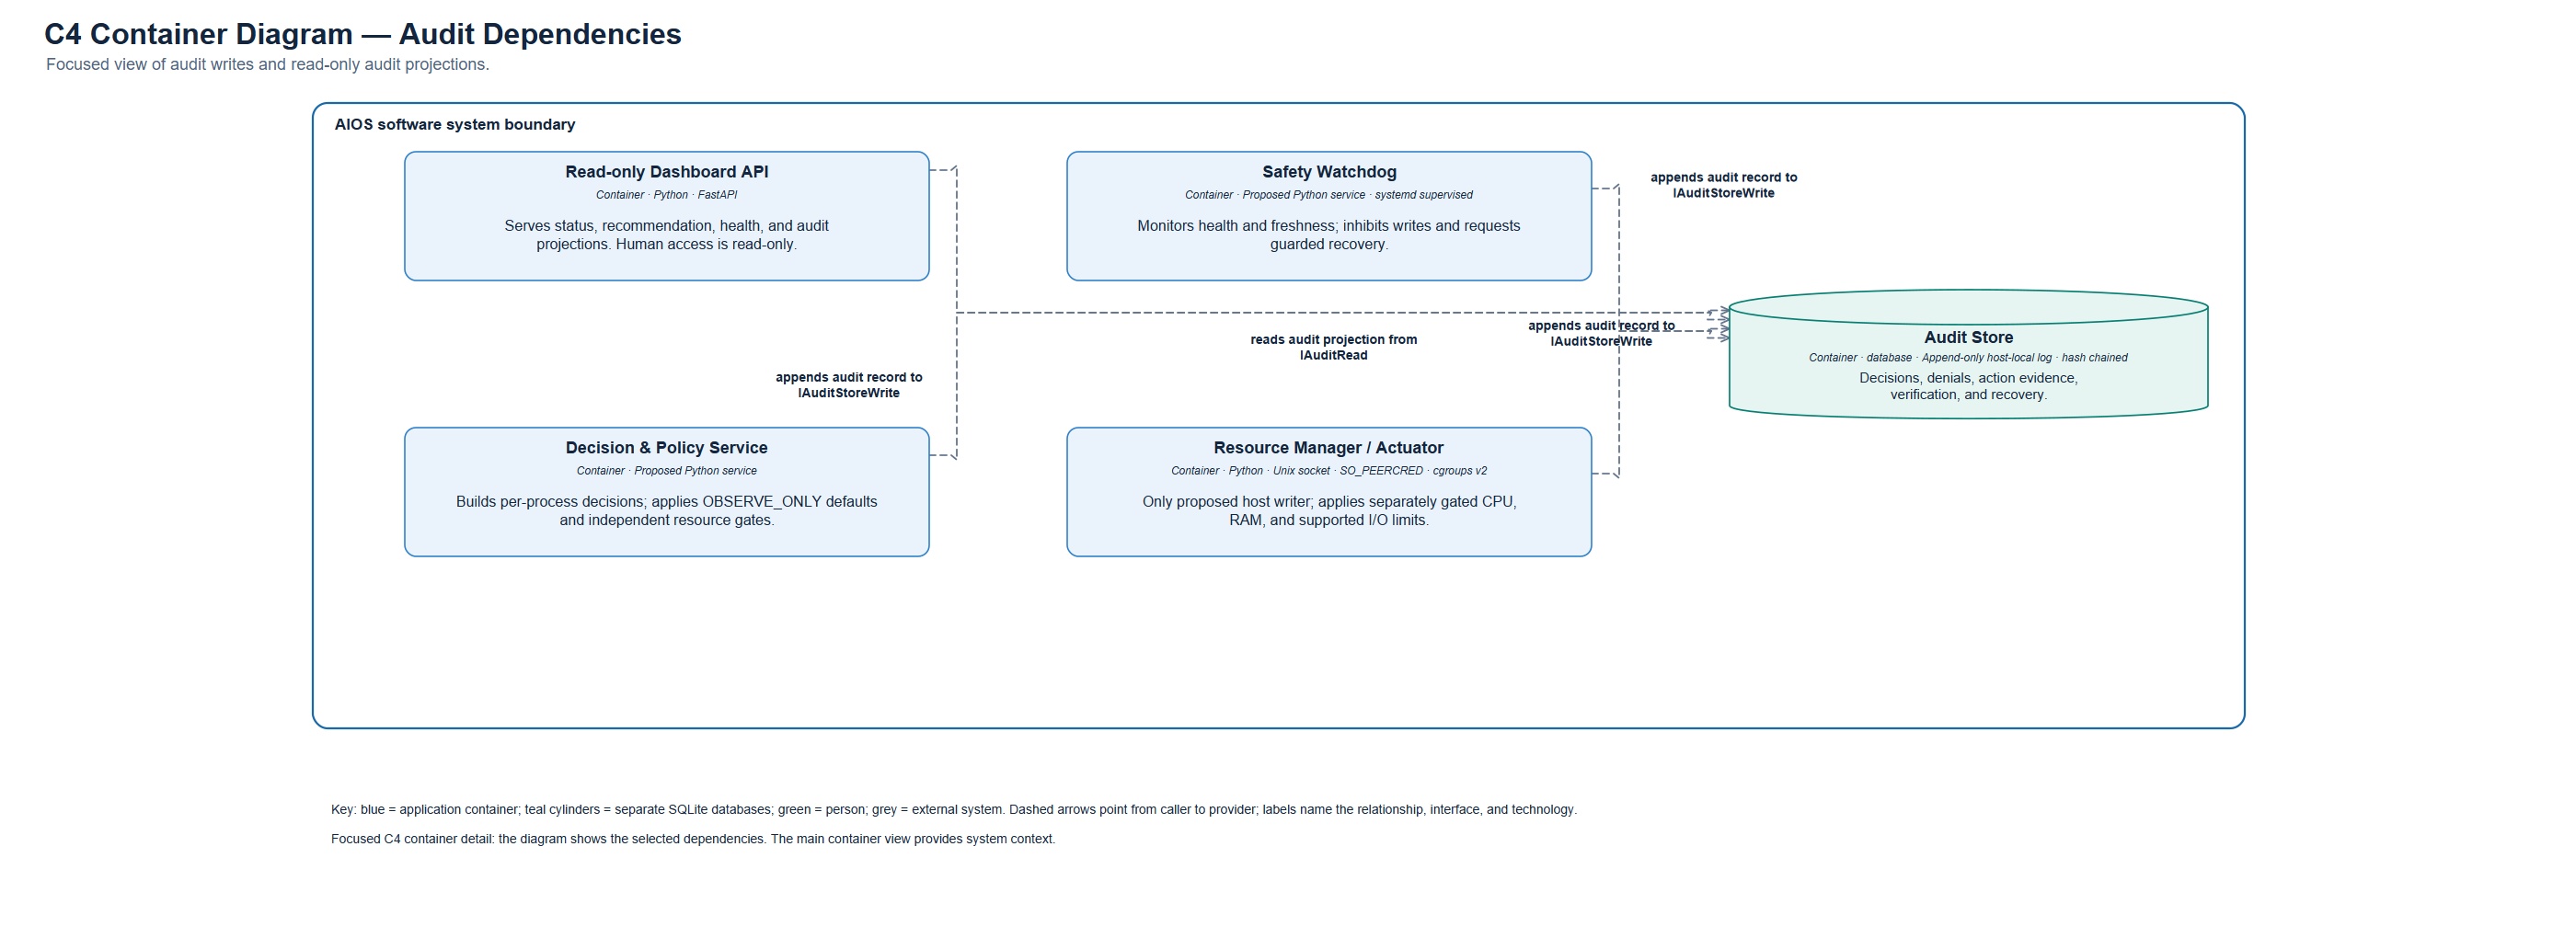 C4 Container Diagram — Audit Dependencies
Focused view of audit writes and read-only audit projections.
AIOS software system boundary
Read-only Dashboard API
Container · Python · FastAPI
Serves status, recommendation, health, and audit
projections. Human access is read-only.
Safety Watchdog
Container · Proposed Python service · systemd supervised
Monitors health and freshness; inhibits writes and requests
guarded recovery.
appends audit record to
IAuditStoreWrite
reads audit projection from
IAuditRead
appends audit record to
IAuditStoreWrite
Audit Store
Container · database · Append-only host-local log · hash chained
Decisions, denials, action evidence,
verification, and recovery.
appends audit record to
IAuditStoreWrite
Decision & Policy Service
Container · Proposed Python service
Builds per-process decisions; applies OBSERVE_ONLY defaults
and independent resource gates.
Resource Manager / Actuator
Container · Python · Unix socket · SO_PEERCRED · cgroups v2
Only proposed host writer; applies separately gated CPU,
RAM, and supported I/O limits.
Key: blue = application container; teal cylinders = separate SQLite databases; green = person; grey = external system. Dashed arrows point from caller to provider; labels name the relationship, interface, and technology.
Focused C4 container detail: the diagram shows the selected dependencies. The main container view provides system context.